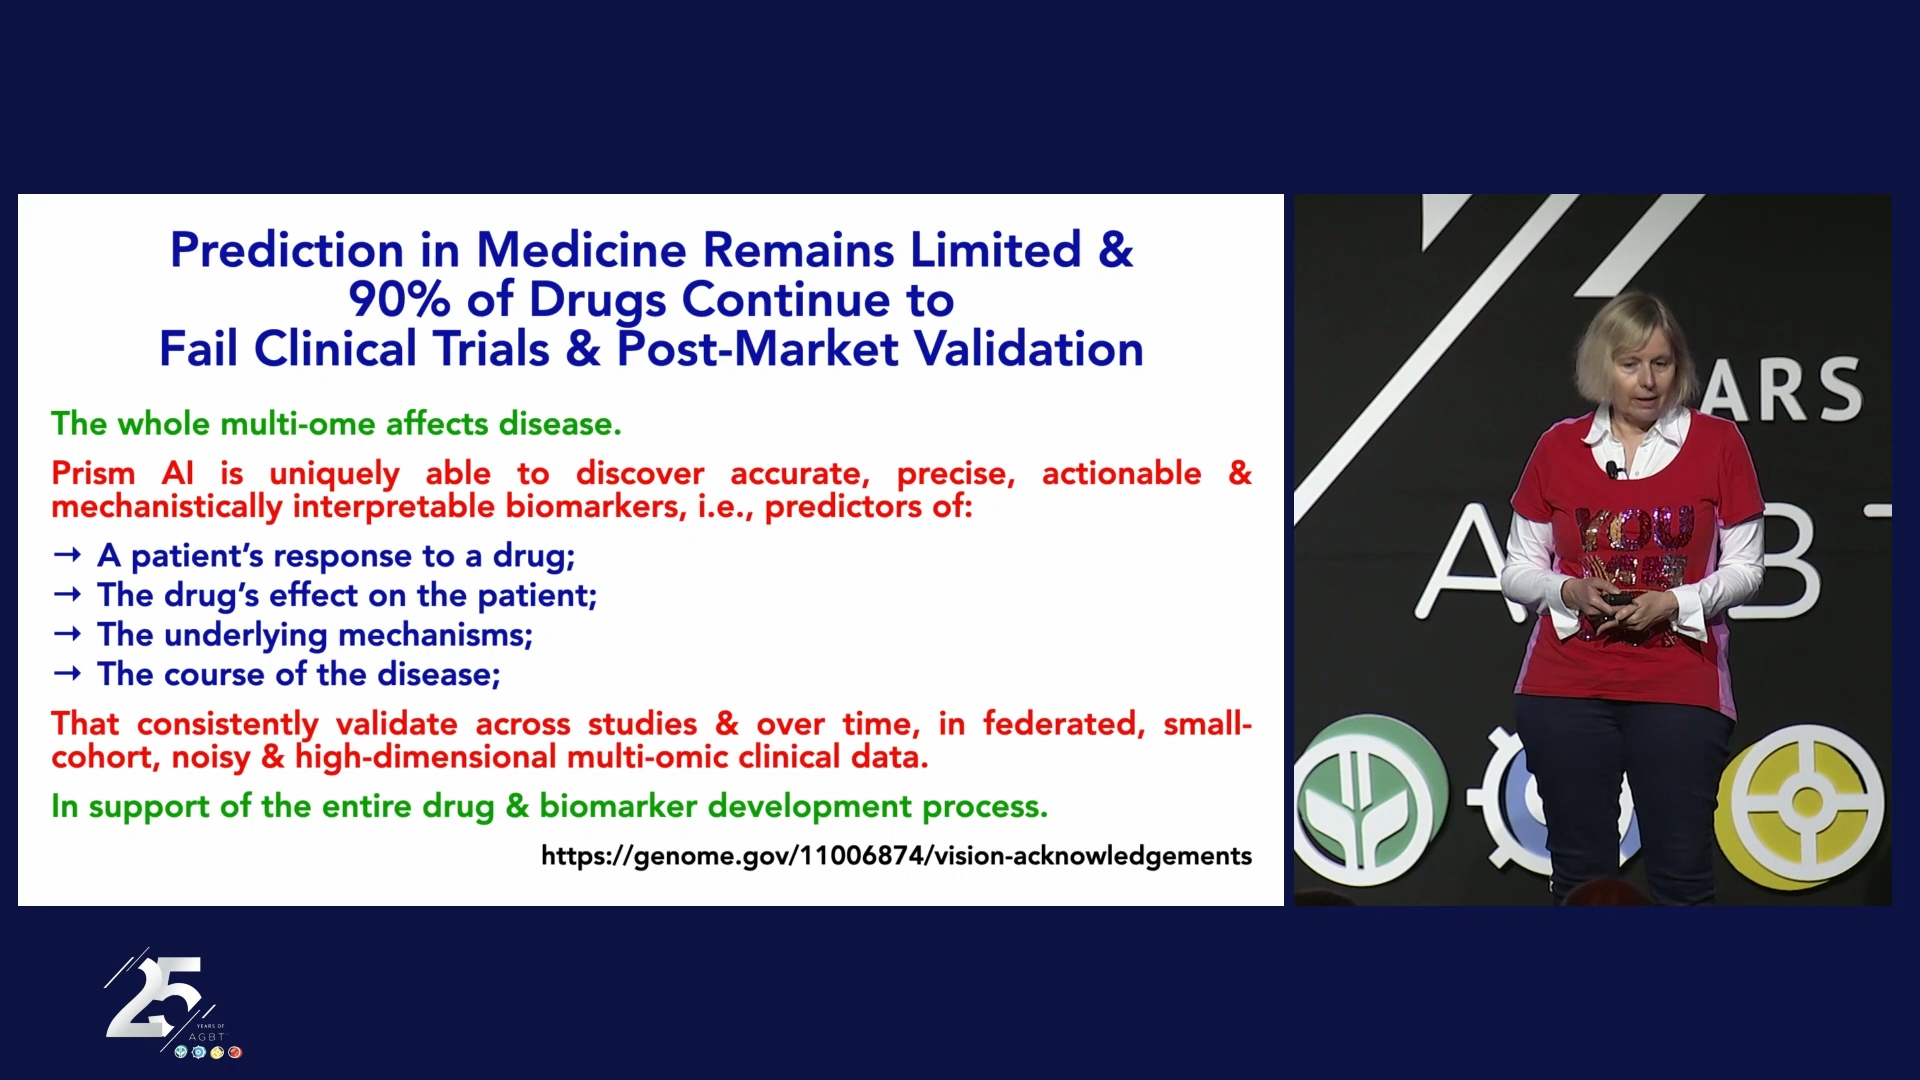 Prediction in Medicine Remains Limited &
90% of Drugs Continue to
Fail Clinical Trials & Post-Market Validation
The whole multi-ome affects disease.
Prism AI is uniquely able to discover accurate, precise, actionable &
mechanistically interpretable biomarkers, i.e., predictors of:
→ A patient’s response to a drug;
→ The drug’s effect on the patient;
→ The underlying mechanisms;
→ The course of the disease;
That consistently validate across studies & over time, in federated, small-
cohort, noisy & high-dimensional multi-omic clinical data.
In support of the entire drug & biomarker development process.
https://genome.gov/11006874/vision-acknowledgements
ARS
A B T
YOU
25
YEARS OF
AGBT